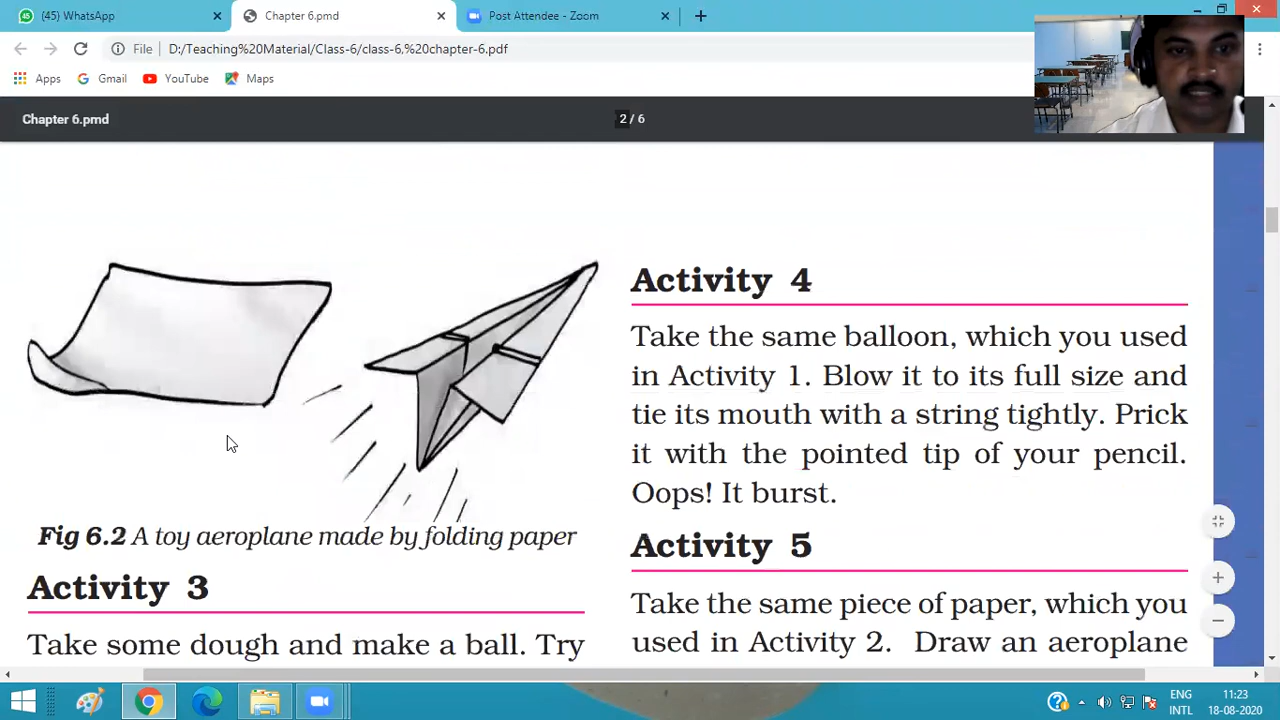 (45) WhatsApp
Chapter 6.pmd
Post Attendee - Zoom
File
D:/Teaching%20Material/Class-6/class-6,%20chapter-6.pdf
Apps
Gmail
YouTube
Maps
Chapter 6.pmd
2 / 6
Fig 6.2 A toy aeroplane made by folding paper
Activity 3
Take some dough and make a ball. Try
Activity 4
Take the same balloon, which you used
in Activity 1. Blow it to its full size and
tie its mouth with a string tightly. Prick
it with the pointed tip of your pencil.
Oops! It burst.
Activity 5
Take the same piece of paper, which you
used in Activity 2. Draw an aeroplane
ENG
INTL
11:23
18-08-2020